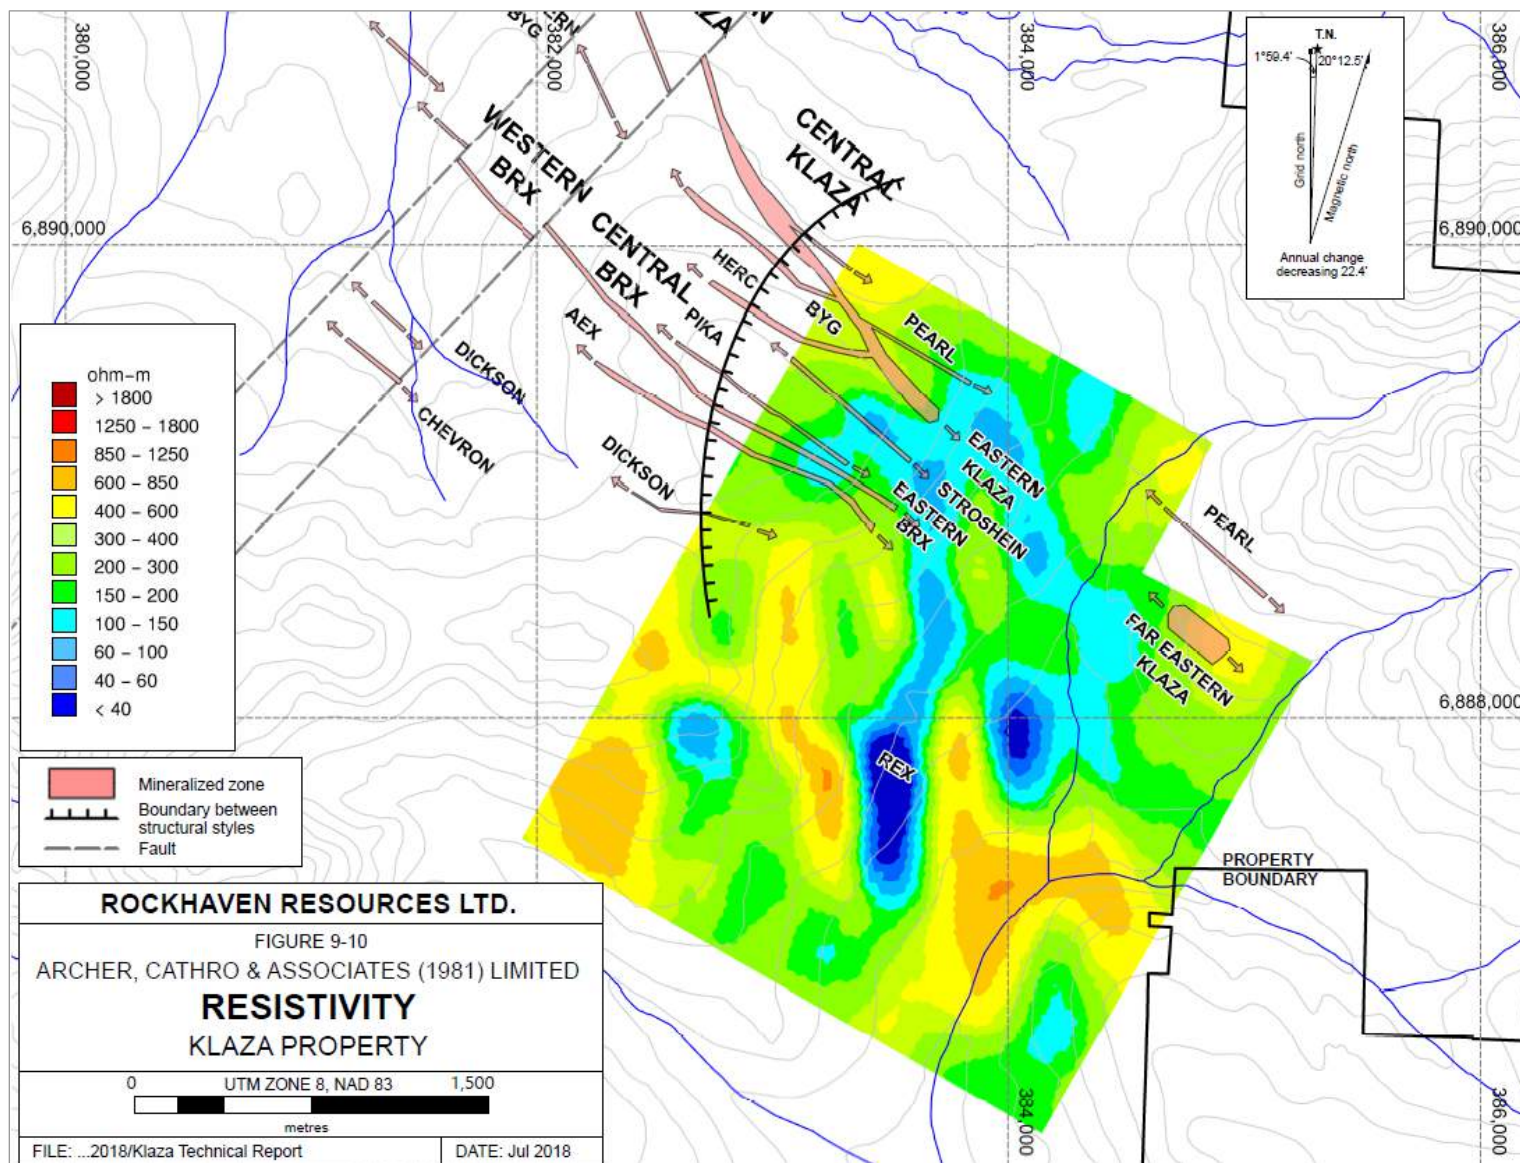 380,000
382,000
384,000
386,000
BYG
T.N.
1°59.4'
20°12.5'
Grid north
Magnetic north
Annual change
decreasing 22.4'
WESTERN
BRX
CENTRAL
KLAZA
6,890,000
6,890,000
CENTRAL
BRX
HERC
BYG
PIKA
AEX
PEARL
DICKSON
CHEVRON
DICKSON
EASTERN
KLAZA
STROSHEIN
EASTERN
BRX
PEARL
FAR EASTERN
KLAZA
6,888,000
REX
ohm-m
> 1800
1250 - 1800
850 - 1250
600 - 850
400 - 600
300 - 400
200 - 300
150 - 200
100 - 150
60 - 100
40 - 60
< 40
Mineralized zone
Boundary between
structural styles
Fault
PROPERTY
BOUNDARY
ROCKHAVEN RESOURCES LTD.
FIGURE 9-10
ARCHER, CATHRO & ASSOCIATES (1981) LIMITED
RESISTIVITY
KLAZA PROPERTY
0 UTM ZONE 8, NAD 83 1,500
metres
FILE: ...2018/Klaza Technical Report DATE: Jul 2018
384,000
386,000